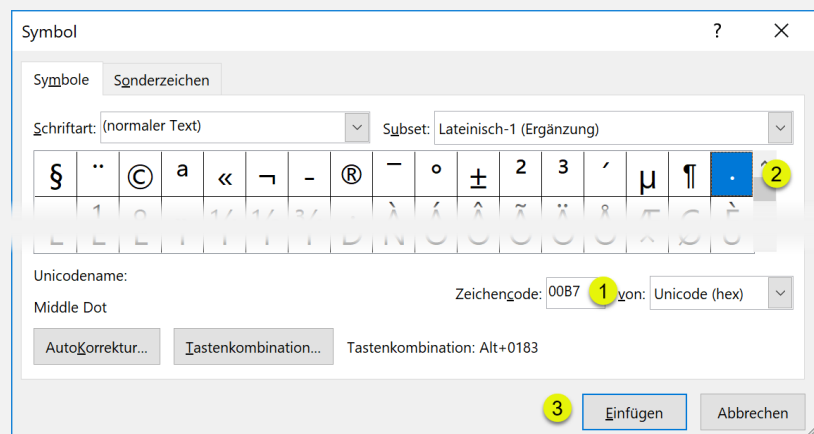 Symbol ? ×
Symbole Sonderzeichen
Schriftart: (normaler Text) Subset: Lateinisch-1 (Ergänzung)
§ ¨ © ª « ¬ - ® ¯ ° ± ² ³ ´ µ ¶ · 2
À Á Â Ã Ä Å Æ Ç È
Unicodename:
Zeichencode: 00B7 1 von: Unicode (hex)
Middle Dot
AutoKorrektur... Tastenkombination... Tastenkombination: Alt+0183
3 Einfügen Abbrechen